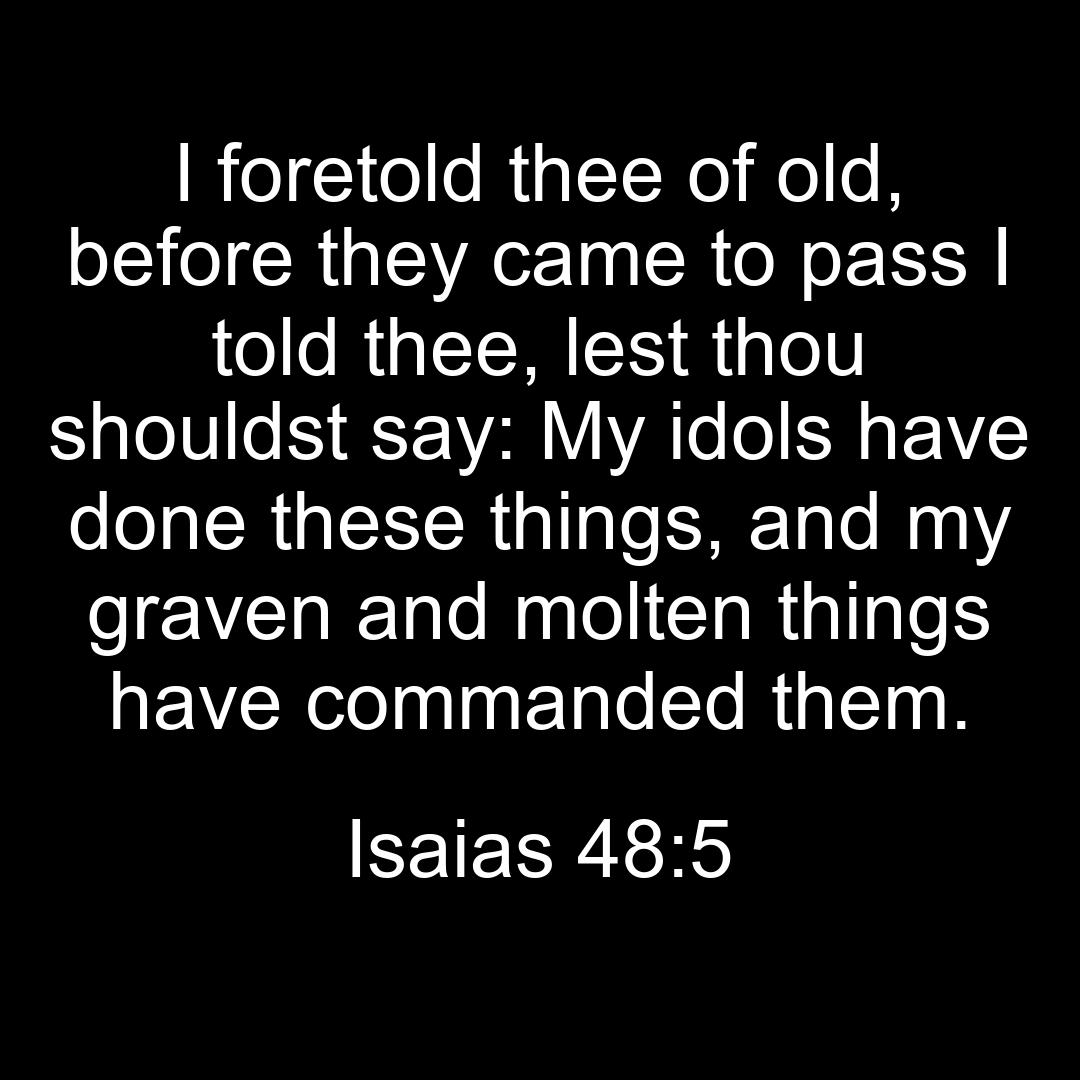 I foretold thee of old,
before they came to pass I
told thee, lest thou
shouldst say: My idols have
done these things, and my
graven and molten things
have commanded them.
Isaias 48:5